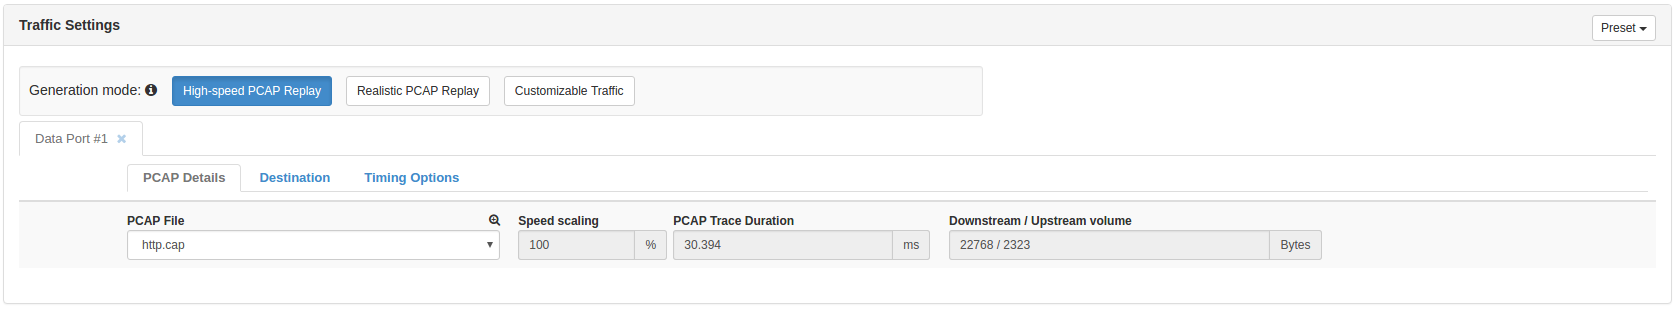 Traffic Settings
Preset
Generation mode:
High-speed PCAP Replay
Realistic PCAP Replay
Customizable Traffic
Data Port #1
PCAP Details
Destination
Timing Options
PCAP File
Speed scaling
PCAP Trace Duration
Downstream / Upstream volume
http.cap
100
%
30.394
ms
22768 / 2323
Bytes